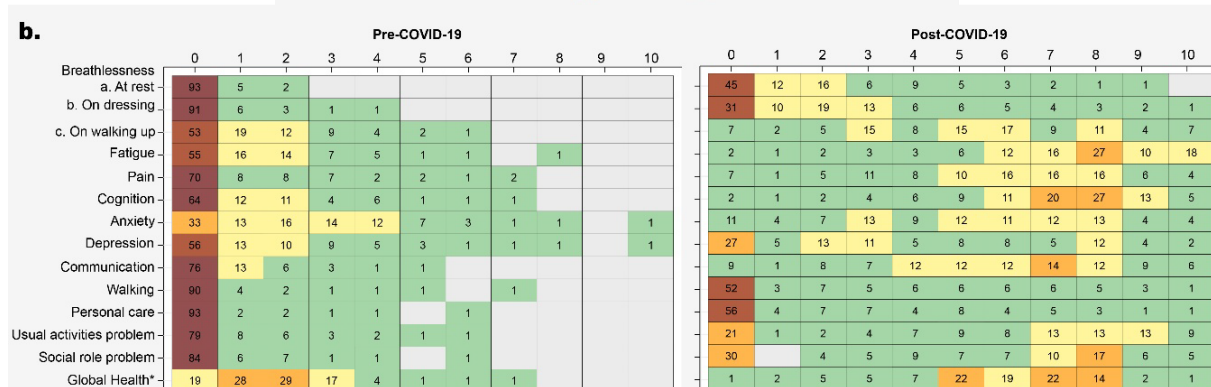 b.
Pre-COVID-19 Post-COVID-19
0 1 2 3 4 5 6 7 8 9 10 0 1 2 3 4 5 6 7 8 9 10
Breathlessness
a. At rest 93 5 2 45 12 16 6 9 5 3 2 1 1
b. On dressing 91 6 3 1 1 31 10 19 13 6 6 5 4 3 2 1
c. On walking up 53 19 12 9 4 2 1 7 2 5 15 8 15 17 9 11 4 7
Fatigue 55 16 14 7 5 1 1 1 2 1 2 3 3 6 12 16 27 10 18
Pain 70 8 8 7 2 2 1 2 7 3 5 11 8 10 16 16 16 6 4
Cognition 64 12 11 4 6 1 1 1 2 1 2 4 6 9 11 20 27 13 5
Anxiety 33 13 16 14 12 7 3 1 1 1 11 4 7 13 9 12 11 12 13 4 4
Depression 56 13 10 9 5 3 1 1 1 1 27 5 13 11 5 8 8 5 12 4 2
Communication 76 13 6 3 1 1 9 1 8 7 12 12 12 14 12 9 6
Walking 90 4 2 1 1 1 1 52 3 7 5 6 6 6 6 5 3 1
Personal care 93 2 2 1 1 1 56 4 7 7 4 8 4 5 3 1 1
Usual activities problem 79 8 6 3 2 1 1 21 1 2 4 7 9 8 13 13 13 9
Social role problem 84 6 7 1 1 1 30 4 5 9 7 7 10 17 6 5
Global Health* 19 28 29 17 4 1 1 1 1 2 5 5 7 22 19 22 14 2 1